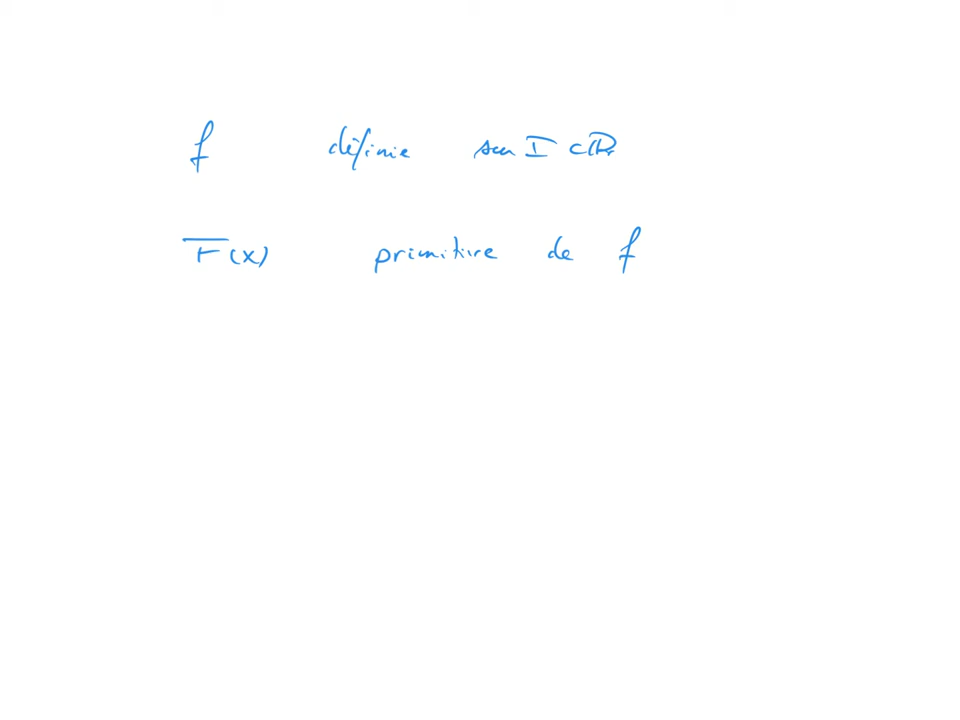 f définie sur I ⊂ ℝ
F(x) primitive de f